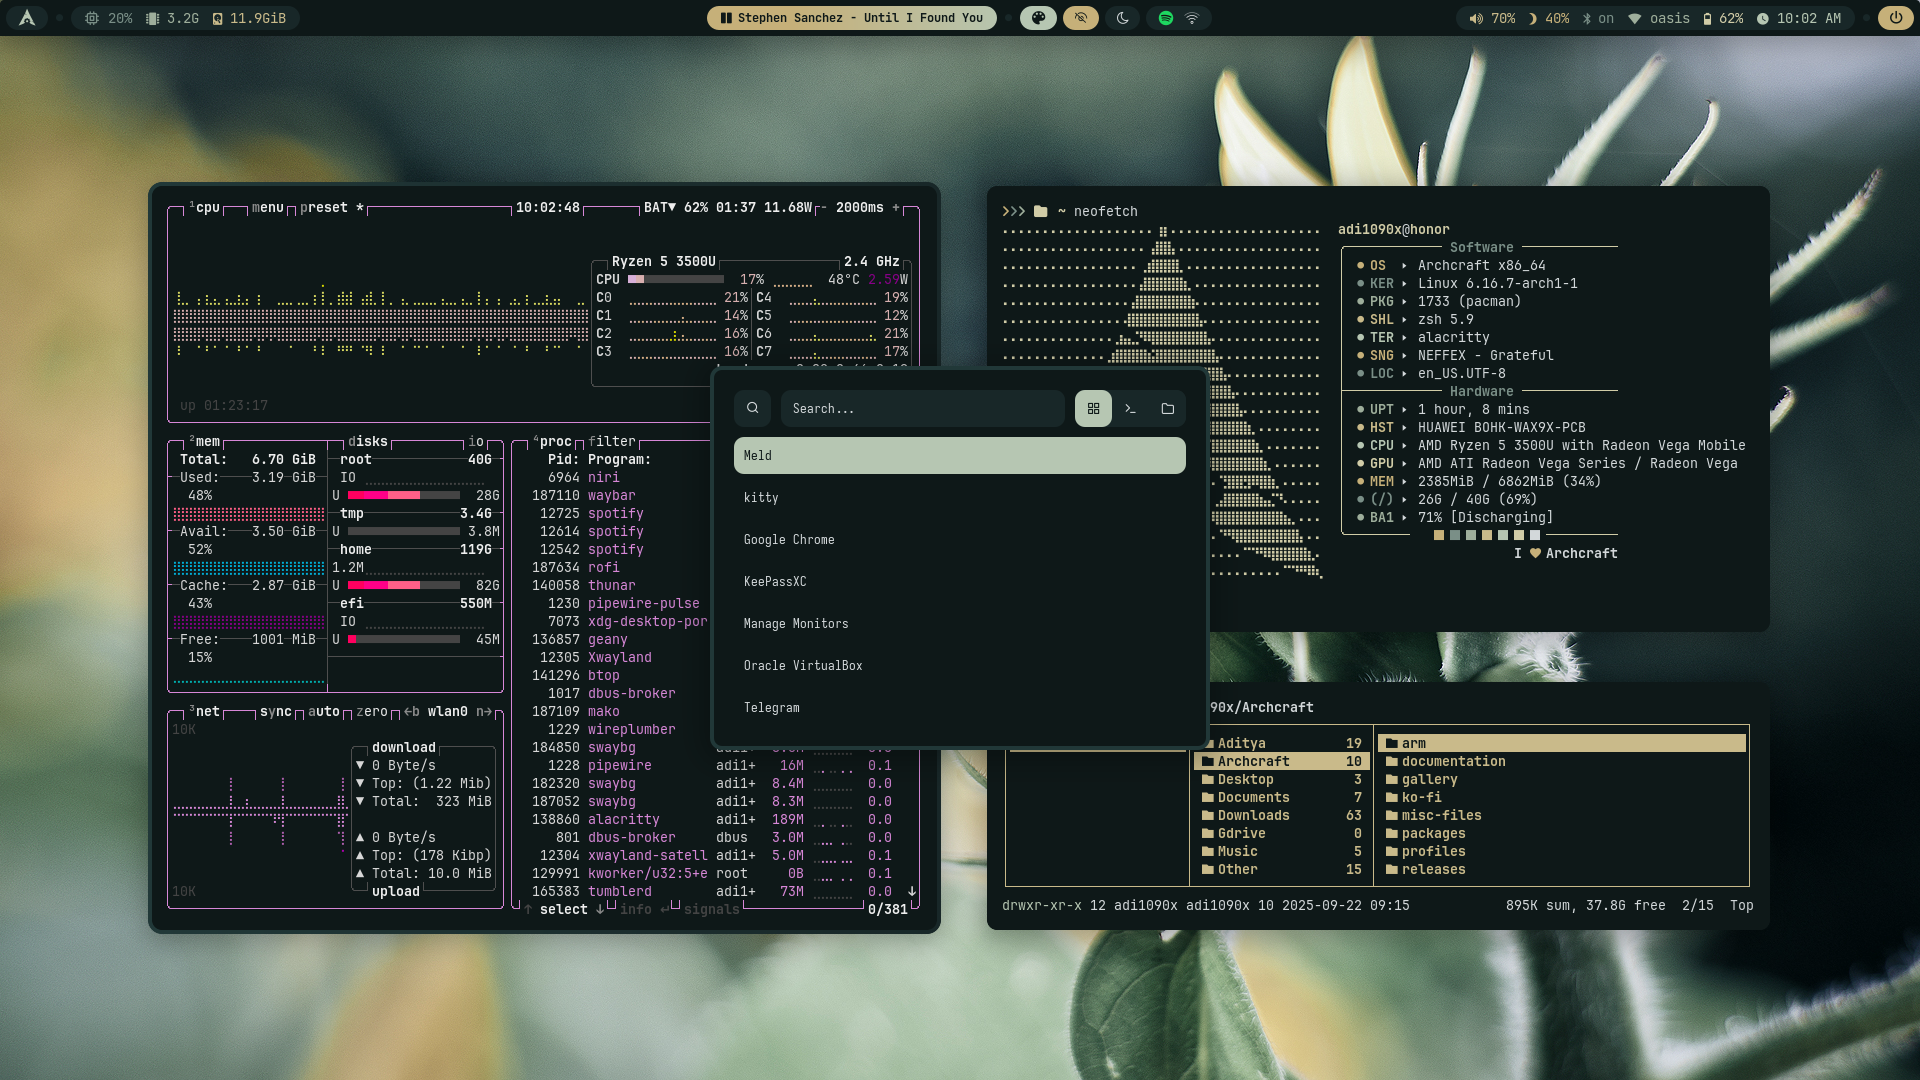 20% 3.2G 11.9GiB
Stephen Sanchez - Until I Found You
70% 40% on oasis 62% 10:02 AM
1cpu menu preset * 10:02:48 BAT▼ 62% 01:37 11.68W - 2000ms +
Ryzen 5 3500U 2.4 GHz
CPU 17% 48°C 2.59W
C0 21% C4 19%
C1 14% C5 12%
C2 16% C6 21%
C3 16% C7 17%
up 01:23:17
2mem disks io
Total: 6.70 GiB root 40G
Used: 3.19 GiB IO
48% U 28G
tmp 3.4G
Avail: 3.50 GiB U 3.8M
52% home 119G
1.2M
Cache: 2.87 GiB U 82G
43% efi 550M
IO
Free: 1001 MiB U 45M
15%
3net sync auto zero ←b wlan0 n→
10K
download
▼ 0 Byte/s
▼ Top: (1.22 Mib)
▼ Total: 323 MiB
▲ 0 Byte/s
▲ Top: (178 Kibp)
▲ Total: 10.0 MiB
10K
upload
4proc filter
Pid: Program:
6964 niri
187110 waybar
12725 spotify
12614 spotify
12542 spotify
187634 rofi
140058 thunar
1230 pipewire-pulse
7073 xdg-desktop-por
136857 geany
12305 Xwayland
141296 btop
1017 dbus-broker
187109 mako
1229 wireplumber
184850 swaybg
1228 pipewire adi1+ 16M 0.1
182320 swaybg adi1+ 8.4M 0.0
187052 swaybg adi1+ 8.3M 0.0
138860 alacritty adi1+ 189M 0.0
801 dbus-broker dbus 3.0M 0.0
12304 xwayland-satell adi1+ 5.0M 0.1
129991 kworker/u32:5+e root 0B 0.1
165383 tumblerd adi1+ 73M 0.0 ↓
↑ select ↓ info ↵ signals 0/381
Search...
Meld
kitty
Google Chrome
KeePassXC
Manage Monitors
Oracle VirtualBox
Telegram
~ neofetch
adi1090x@honor
Software
OS Archcraft x86_64
KER Linux 6.16.7-arch1-1
PKG 1733 (pacman)
SHL zsh 5.9
TER alacritty
SNG NEFFEX - Grateful
LOC en_US.UTF-8
Hardware
UPT 1 hour, 8 mins
HST HUAWEI BOHK-WAX9X-PCB
CPU AMD Ryzen 5 3500U with Radeon Vega Mobile
GPU AMD ATI Radeon Vega Series / Radeon Vega
MEM 2385MiB / 6862MiB (34%)
(/) 26G / 40G (69%)
BA1 71% [Discharging]
I ♥ Archcraft
90x/Archcraft
Aditya 19 arm
Archcraft 10 documentation
Desktop 3 gallery
Documents 7 ko-fi
Downloads 63 misc-files
Gdrive 0 packages
Music 5 profiles
Other 15 releases
drwxr-xr-x 12 adi1090x adi1090x 10 2025-09-22 09:15 895K sum, 37.8G free 2/15 Top